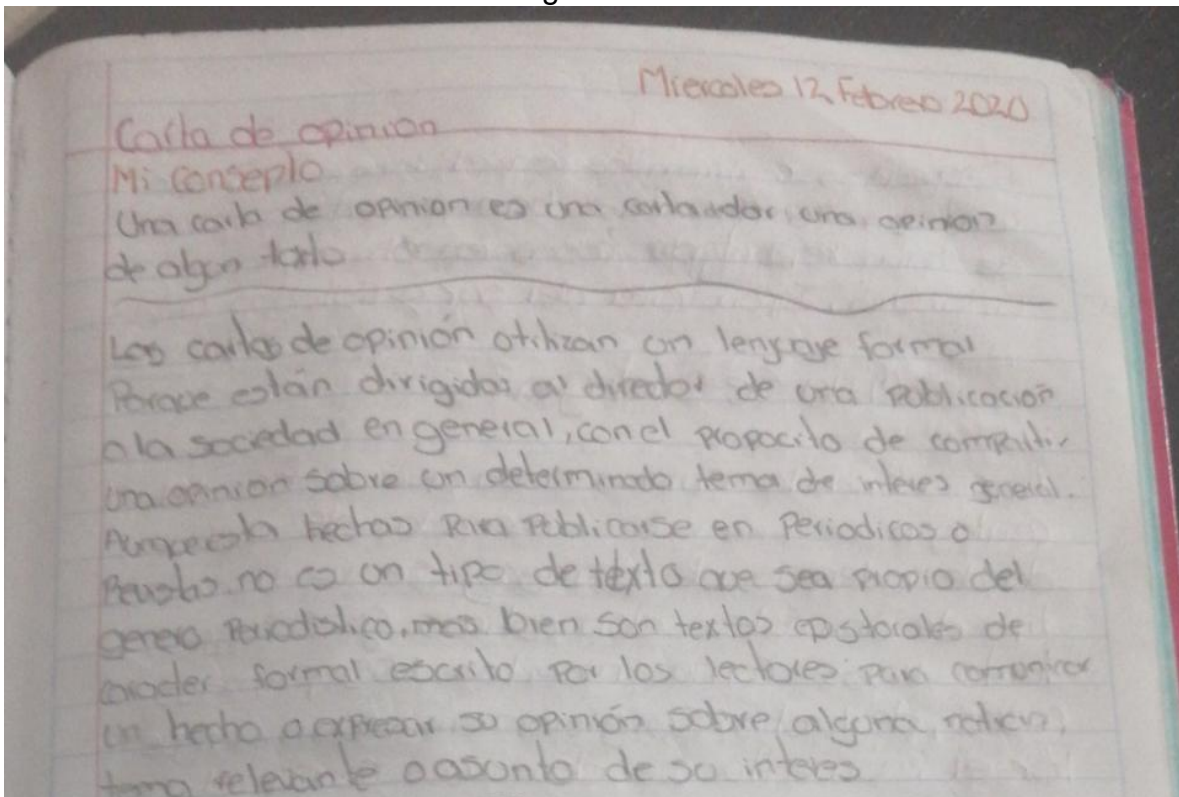 Miercoles 12 Febrero 2020
Carta de opinion
Mi consepto
Una carta de opinion es una carta dar una opinion
de algun texto
Las cartas de opinión utilizan un lenguaje formal
Porque están dirigidas al director de una Publicación
o la sociedad en general, con el propocito de compartir
una opinion sobre un determinado tema de interes general.
Aunque esta hechas Para Publicarse en Periodicos o
Revistas no es un tipo de téxto que sea propio del
genero Periodistico, mas bien son textos de
caracter formal escrito Por los lectores para comunicar
un hecho o expresar su opinión sobre alguna noticia,
tema relevante o asunto de su interes